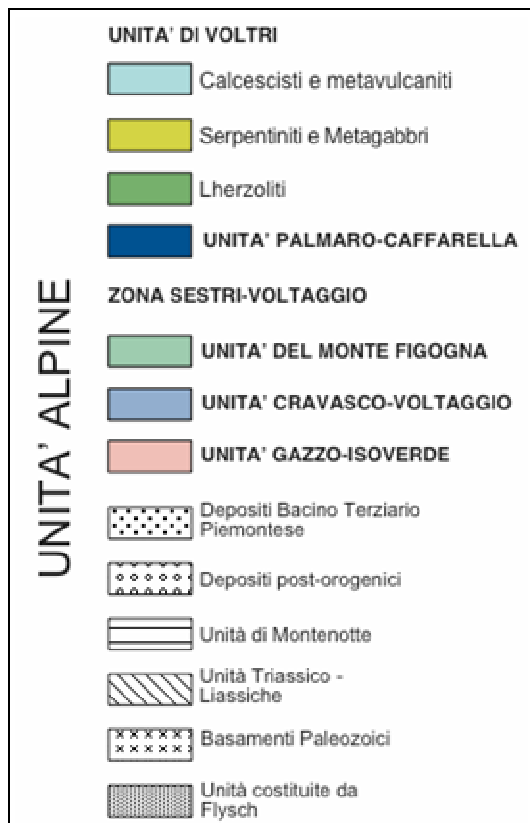 UNITA' ALPINE
UNITA' DI VOLTRI
Calcescisti e metavulcaniti
Serpentiniti e Metagabbri
Lherzoliti
UNITA' PALMARO-CAFFARELLA
ZONA SESTRI-VOLTAGGIO
UNITA' DEL MONTE FIGOGNA
UNITA' CRAVASCO-VOLTAGGIO
UNITA' GAZZO-ISOVERDE
Depositi Bacino Terziario
Piemontese
Depositi post-orogenici
Unità di Montenotte
Unità Triassico -
Liassiche
Basamenti Paleozoici
Unità costituite da
Flysch